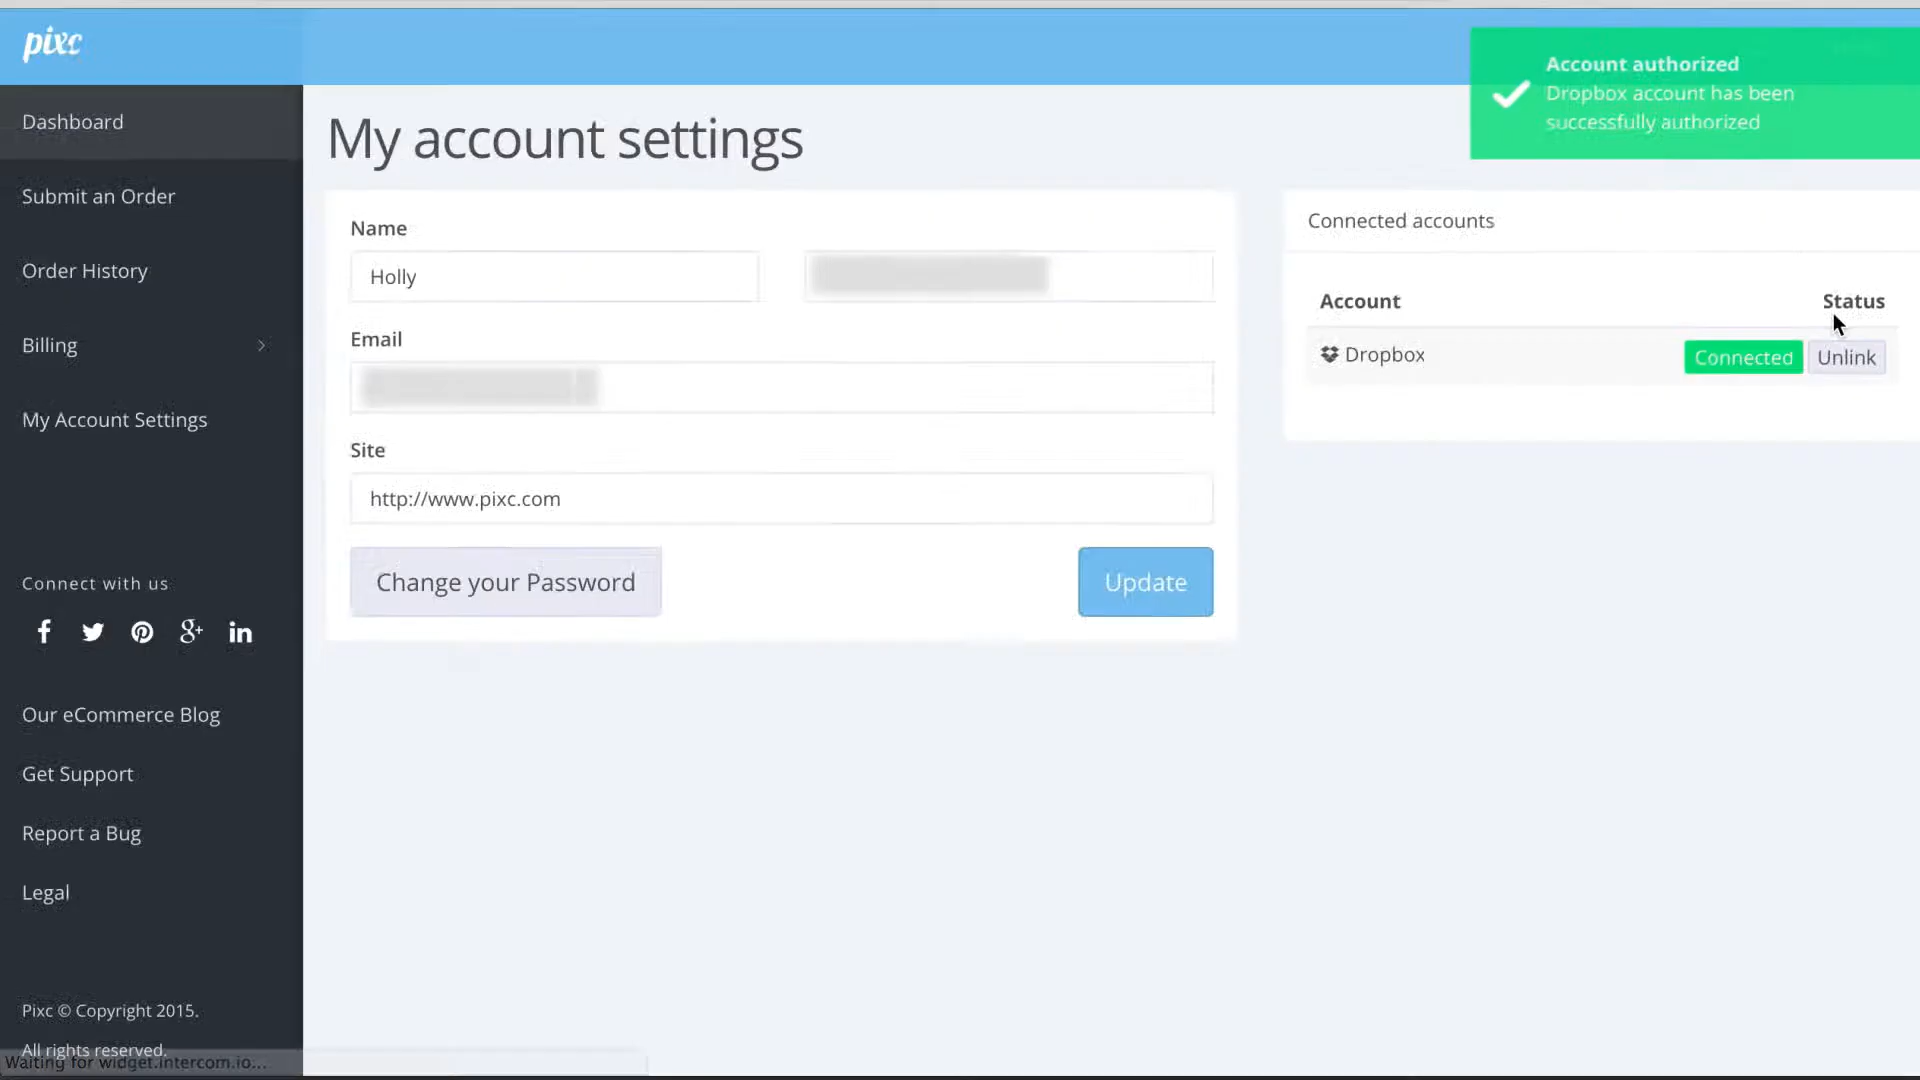 pixc
Account authorized
Dropbox account has been
successfully authorized
Dashboard
Submit an Order
Order History
Billing
My Account Settings
Connect with us
Our eCommerce Blog
Get Support
Report a Bug
Legal
Pixc © Copyright 2015.
All rights reserved.
Waiting for widget.intercom.io...
My account settings
Name
Holly
Email
Site
http://www.pixc.com
Change your Password
Update
Connected accounts
Account Status
Dropbox Connected Unlink